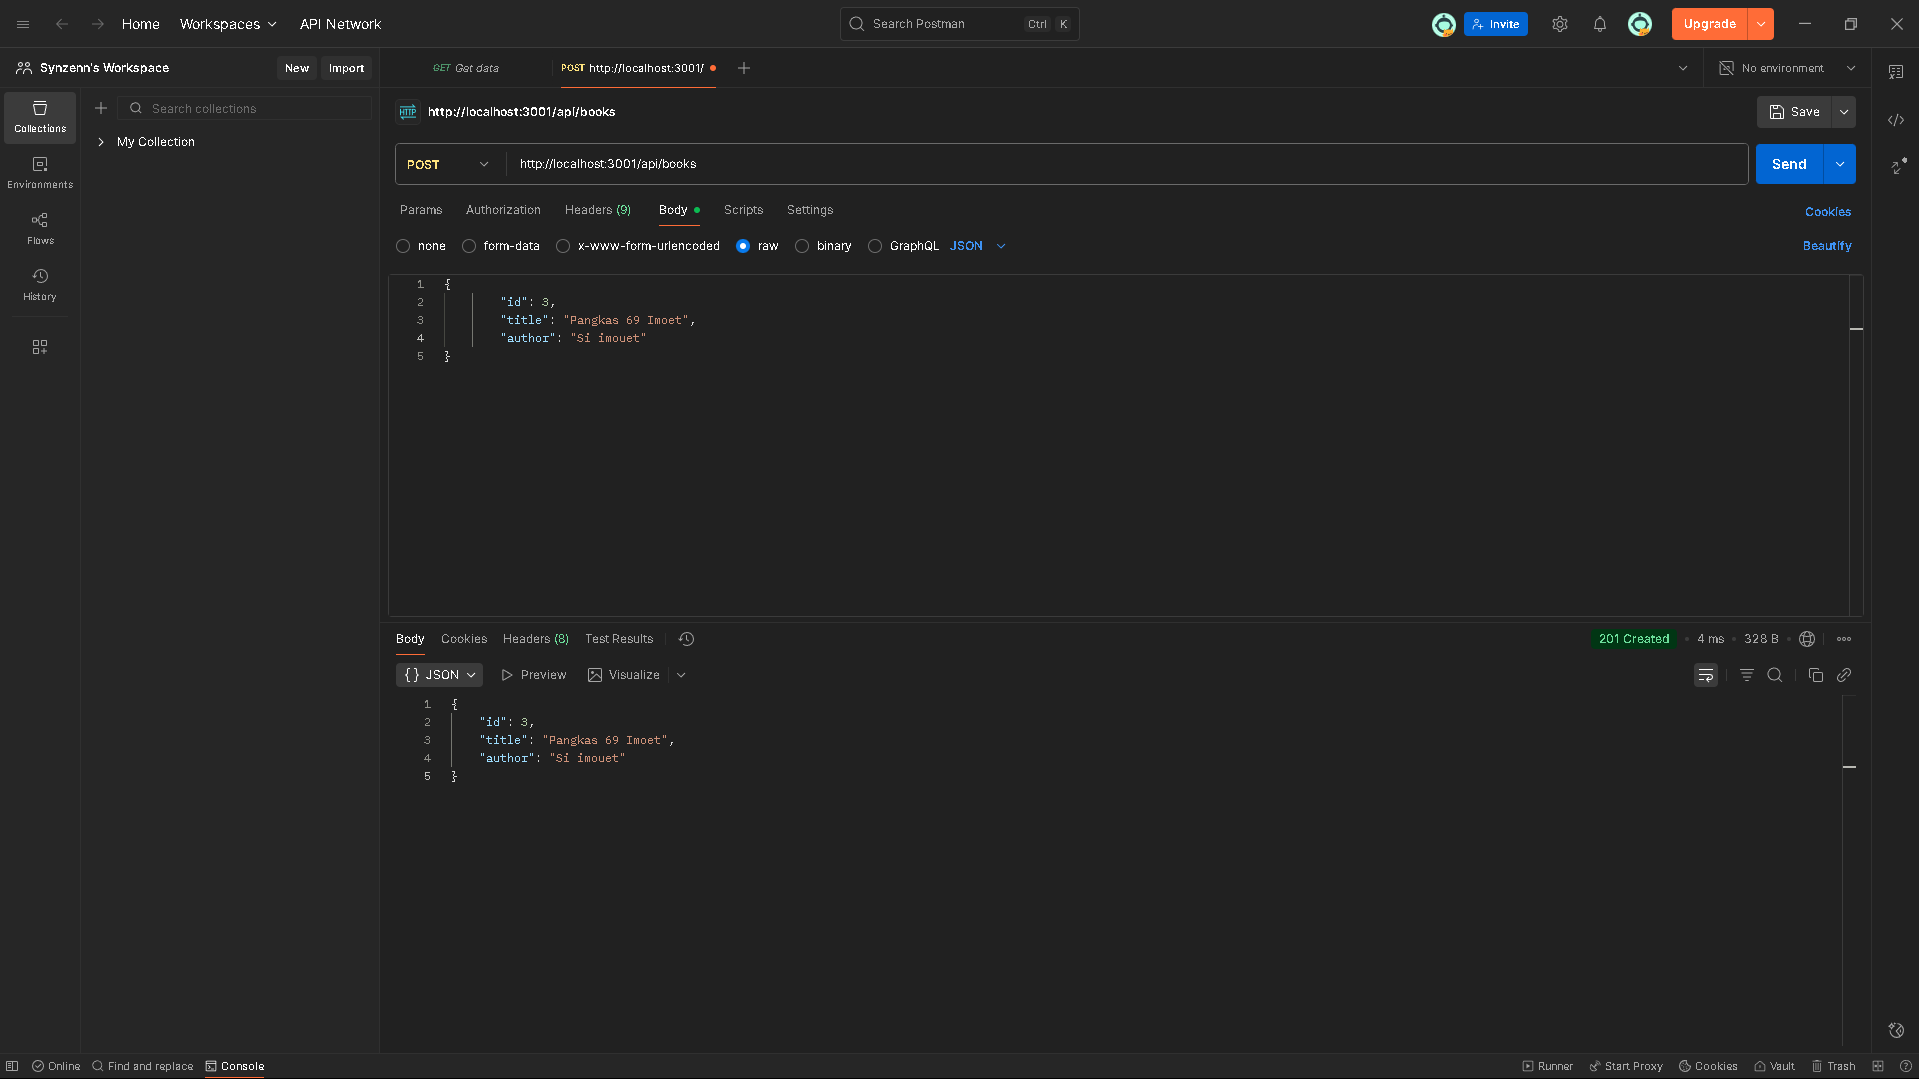 Home Workspaces API Network Search Postman Ctrl K Invite Upgrade
Synzenn's Workspace New Import GET Get data POST http://localhost:3001/ No environment
Search collections
Collections
My Collection
Environments
Flows
History
HTTP http://localhost:3001/api/books Save
POST http://localhost:3001/api/books Send
Params Authorization Headers (9) Body Scripts Settings Cookies
none form-data x-www-form-urlencoded raw binary GraphQL JSON Beautify
1 {
2 "id": 3,
3 "title": "Pangkas 69 Imoet",
4 "author": "Si imouet"
5 }
Body Cookies Headers (8) Test Results 201 Created • 4 ms • 328 B
{} JSON Preview Visualize
1 {
2 "id": 3,
3 "title": "Pangkas 69 Imoet",
4 "author": "Si imouet"
5 }
Online Find and replace Console Runner Start Proxy Cookies Vault Trash